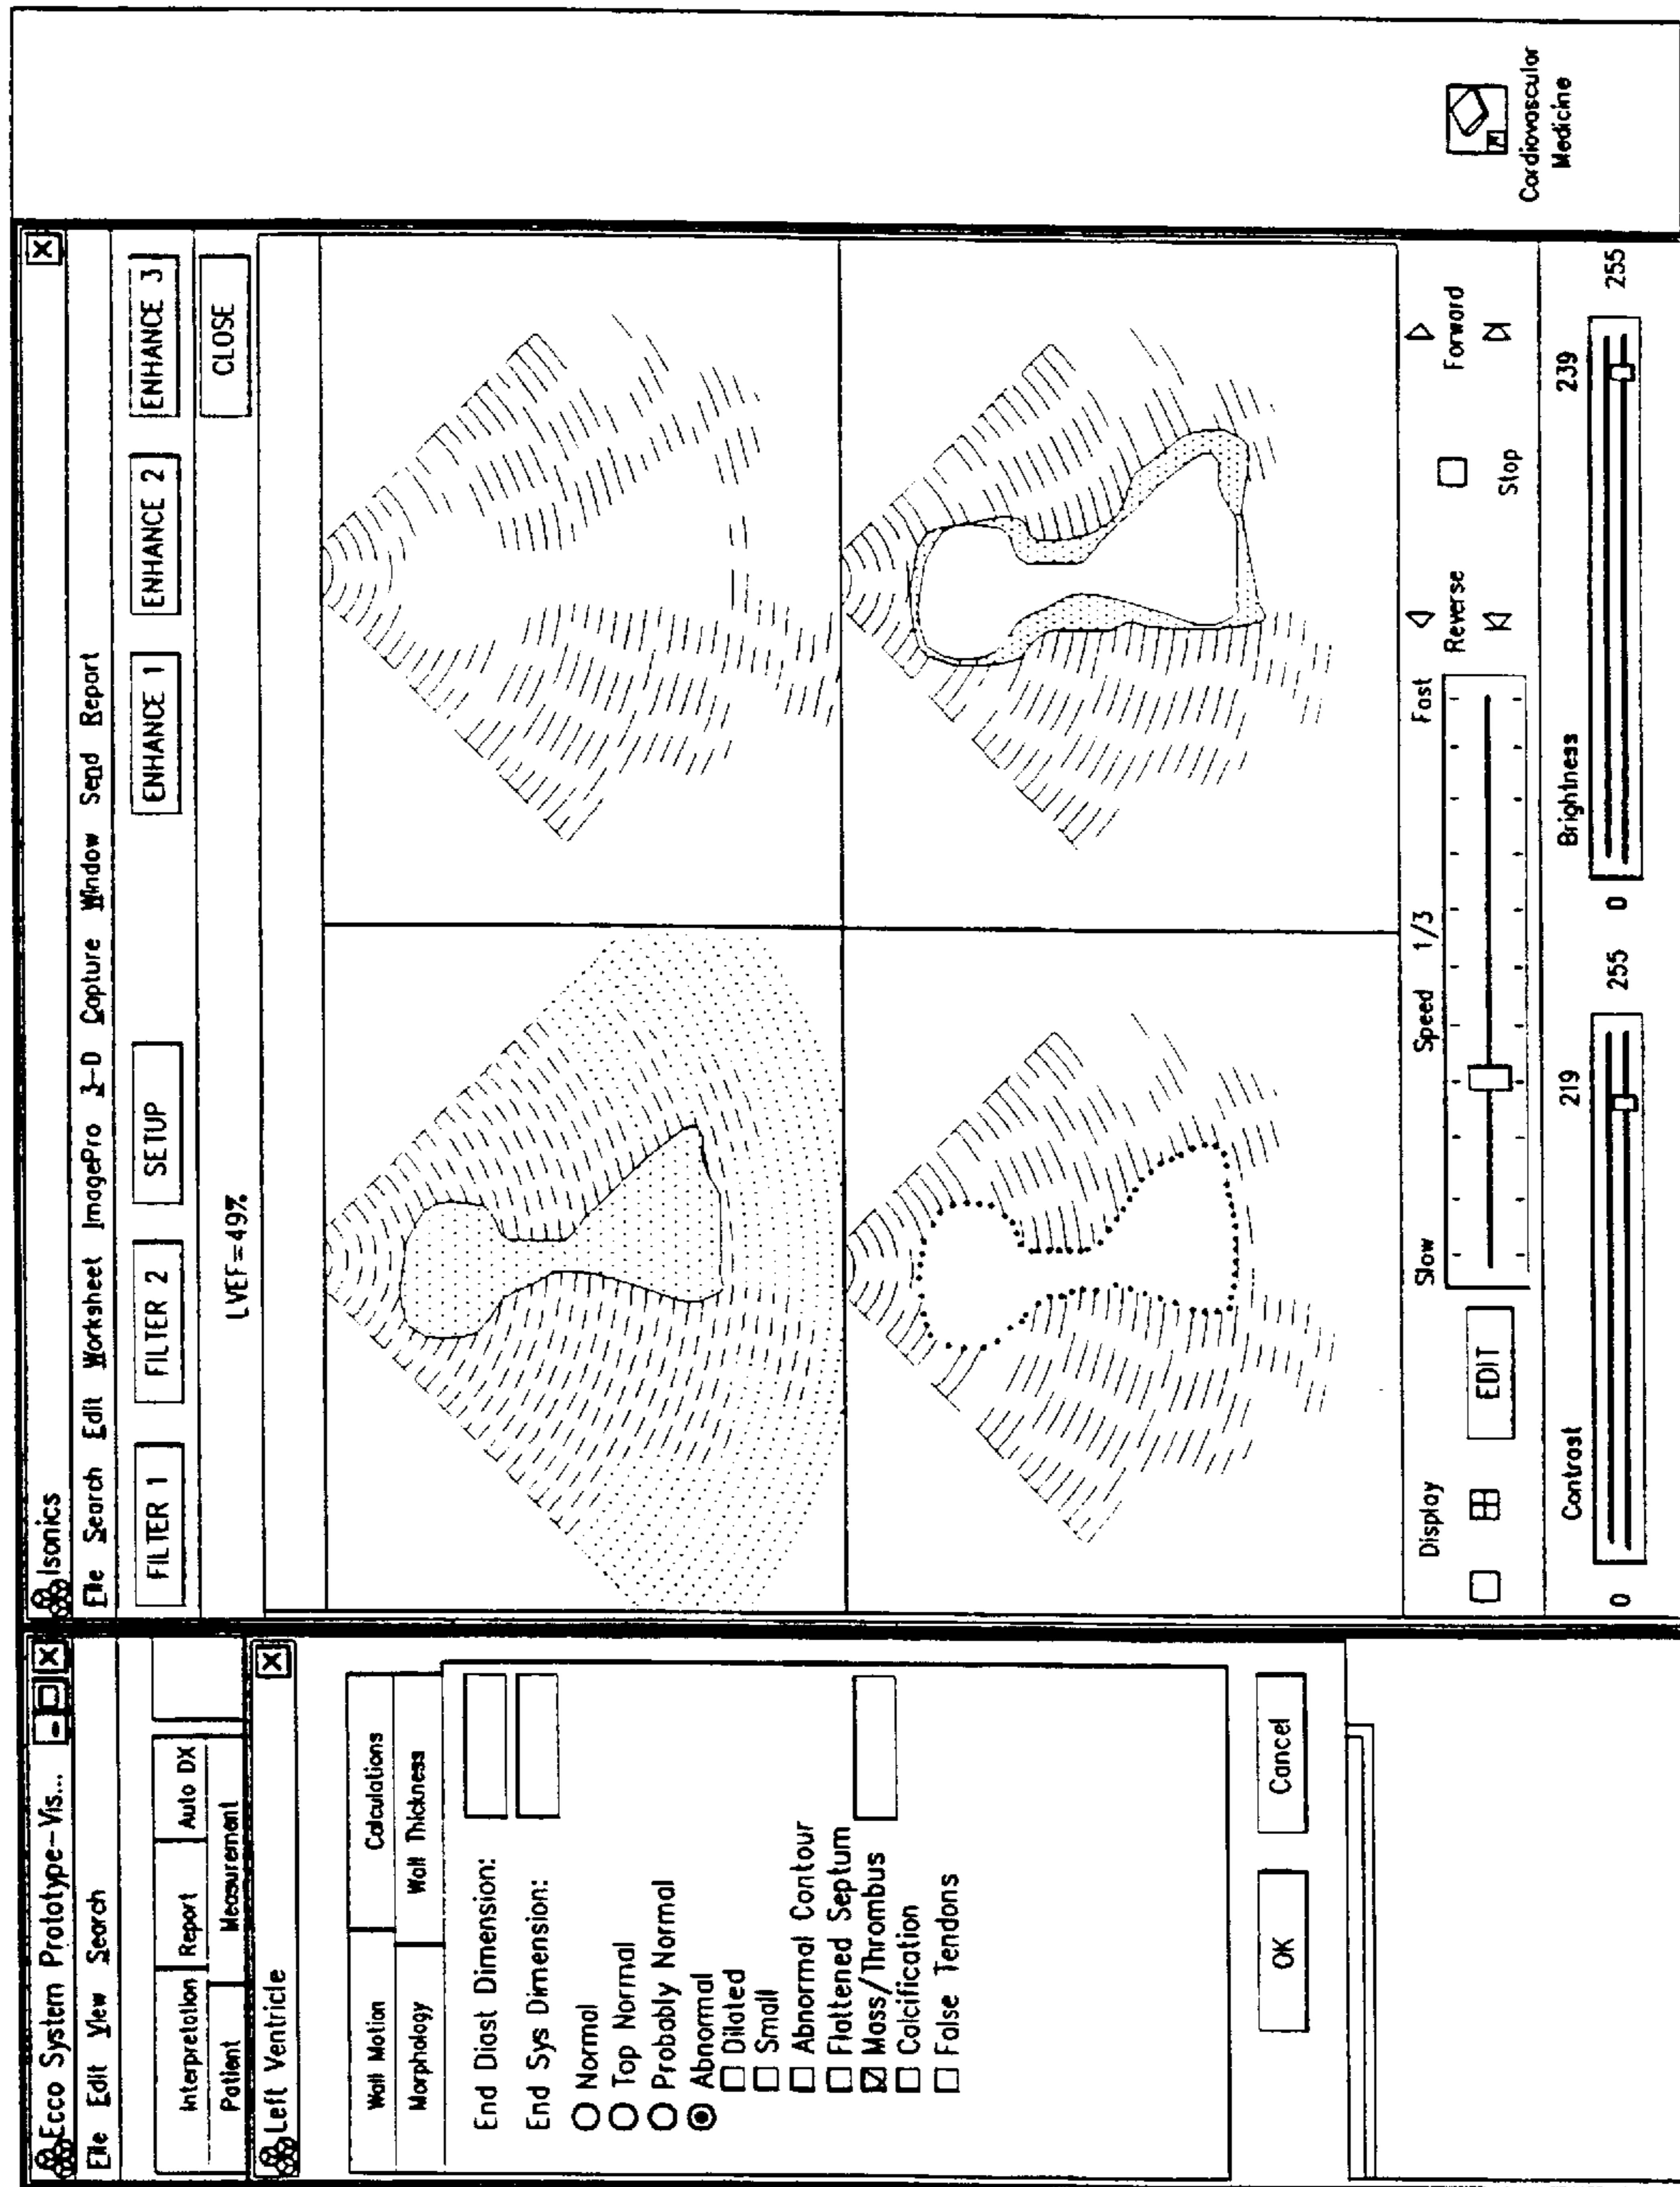 Ecco System Prototype-Vis...
File Edit View Search
Interpretation Report Auto DX
Patient Measurement
Left Ventricle
Wall Motion Calculations
Morphology Wall Thickness
End Diast Dimension:
End Sys Dimension:
Normal
Top Normal
Probably Normal
Abnormal
Dilated
Small
Abnormal Contour
Flattened Septum
Mass/Thrombus
Calcification
False Tendons
OK Cancel
Isonics
File Search Edit Worksheet ImagePro 3-D Capture Window Send Report
FILTER 1 FILTER 2 SETUP ENHANCE 1 ENHANCE 2 ENHANCE 3
LVEF=49% CLOSE
Display Slow Speed 1/3 Fast
EDIT Reverse Stop Forward
Contrast 219 Brightness 239
0 255 0 255
Cardiovascular
Medicine